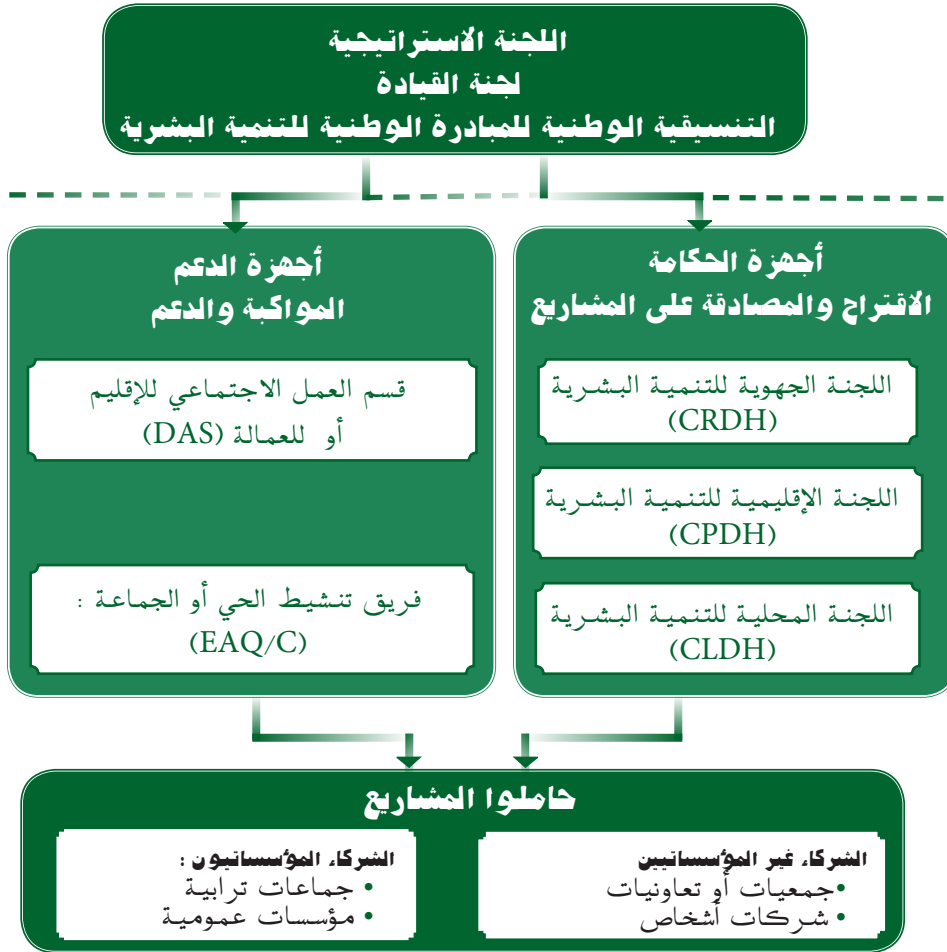 اللجنة الاستراتيجية
لجنة القيادة
التنسيقية الوطنية للمبادرة الوطنية للتنمية البشرية
أجهزة الحكامة
الاقتراح والمصادقة على المشاريع
اللجنة الجهوية للتنمية البشرية
(CRDH)
اللجنة الإقليمية للتنمية البشرية
(CPDH)
اللجنة المحلية للتنمية البشرية
(CLDH)
أجهزة الدعم
المواكبة والدعم
قسم العمل الاجتماعي للإقليم
أو للعمالة (DAS)
فريق تنشيط الحي أو الجماعة :
(EAQ/C)
حاملوا المشاريع
الشركاء غير المؤسساتيين
•جمعيات أو تعاونيات
• شركات أشخاص
الشركاء المؤسساتيون :
• جماعات ترابية
• مؤسسات عمومية